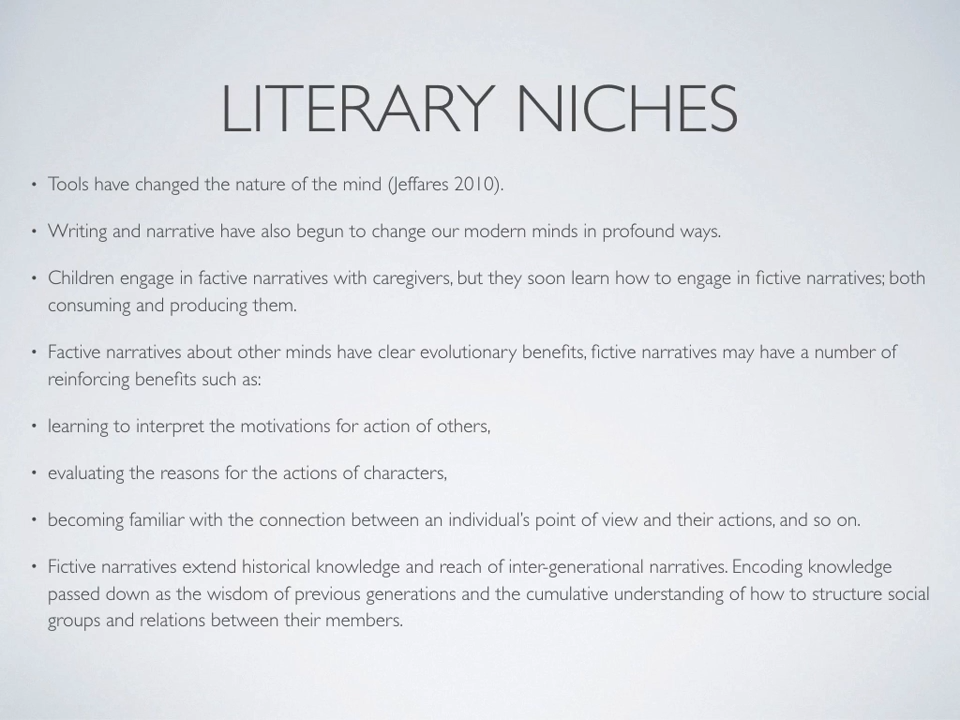 LITERARY NICHES
• Tools have changed the nature of the mind (Jeffares 2010).
• Writing and narrative have also begun to change our modern minds in profound ways.
• Children engage in factive narratives with caregivers, but they soon learn how to engage in fictive narratives; both
consuming and producing them.
• Factive narratives about other minds have clear evolutionary benefits, fictive narratives may have a number of
reinforcing benefits such as:
• learning to interpret the motivations for action of others,
• evaluating the reasons for the actions of characters,
• becoming familiar with the connection between an individual's point of view and their actions, and so on.
• Fictive narratives extend historical knowledge and reach of inter-generational narratives. Encoding knowledge
passed down as the wisdom of previous generations and the cumulative understanding of how to structure social
groups and relations between their members.